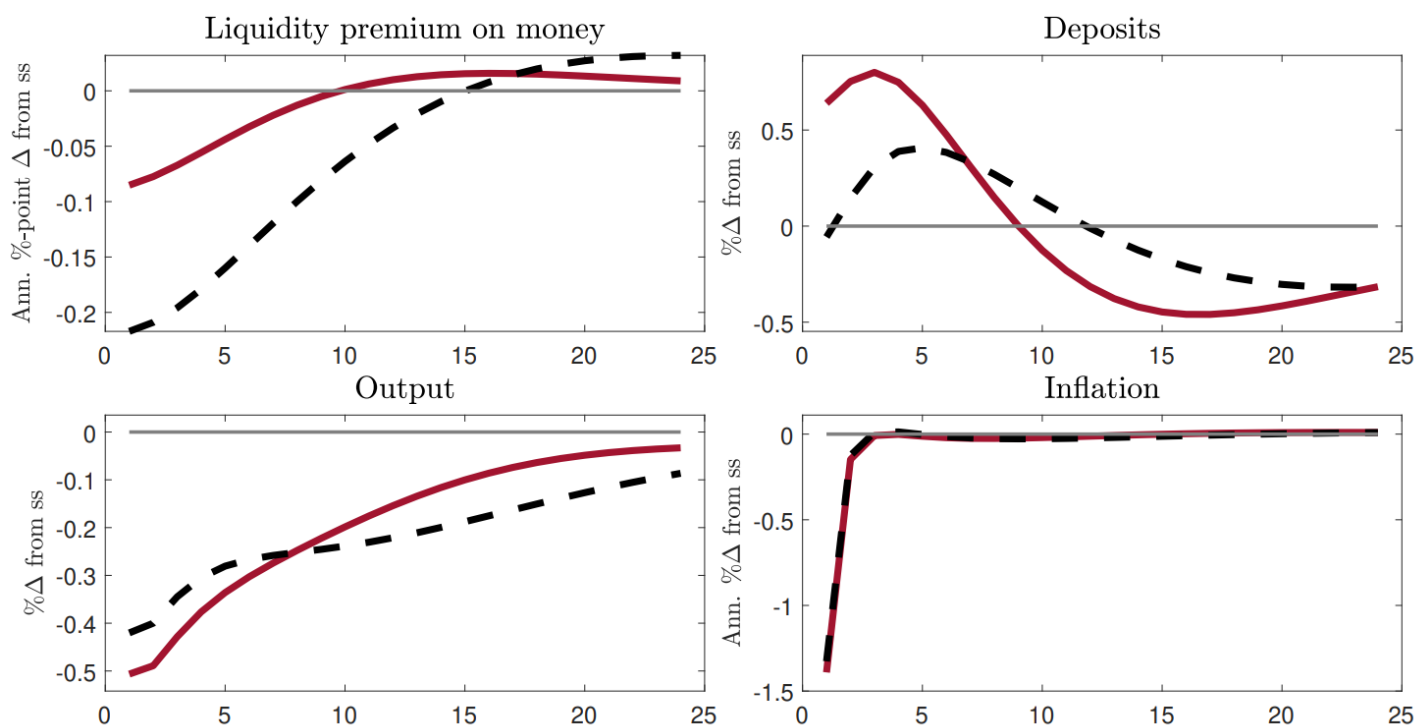 Liquidity premium on money
Ann. %-point Δ from ss
0
-0.05
-0.1
-0.15
-0.2
0 5 10 15 20 25
Deposits
%Δ from ss
0.5
0
-0.5
0 5 10 15 20 25
Output
%Δ from ss
0
-0.1
-0.2
-0.3
-0.4
-0.5
0 5 10 15 20 25
Inflation
Ann. %Δ from ss
0
-0.5
-1
-1.5
0 5 10 15 20 25